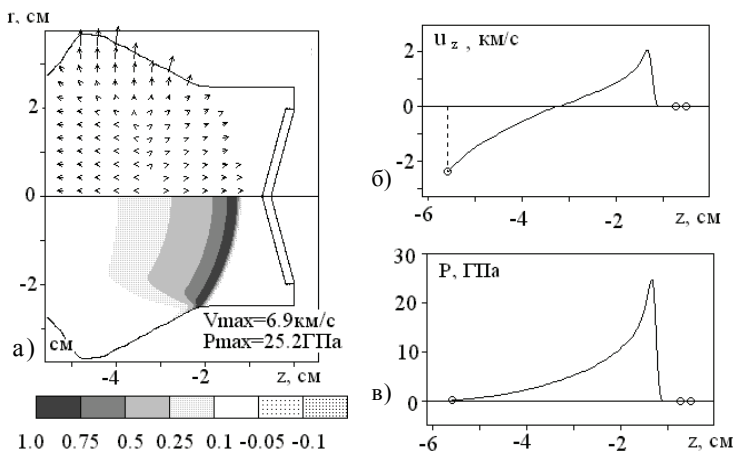 r, см
2
0
-2
см
а)
Vmax=6.9км/с
Pmax=25.2ГПа
-4
-2
z, см
1.0 0.75 0.5 0.25 0.1 -0.05 -0.1
u z , км/с
2
0
-2
б)
-6
-4
-2
z, см
P, ГПа
30
20
10
0
в)
-6
-4
-2
z, см